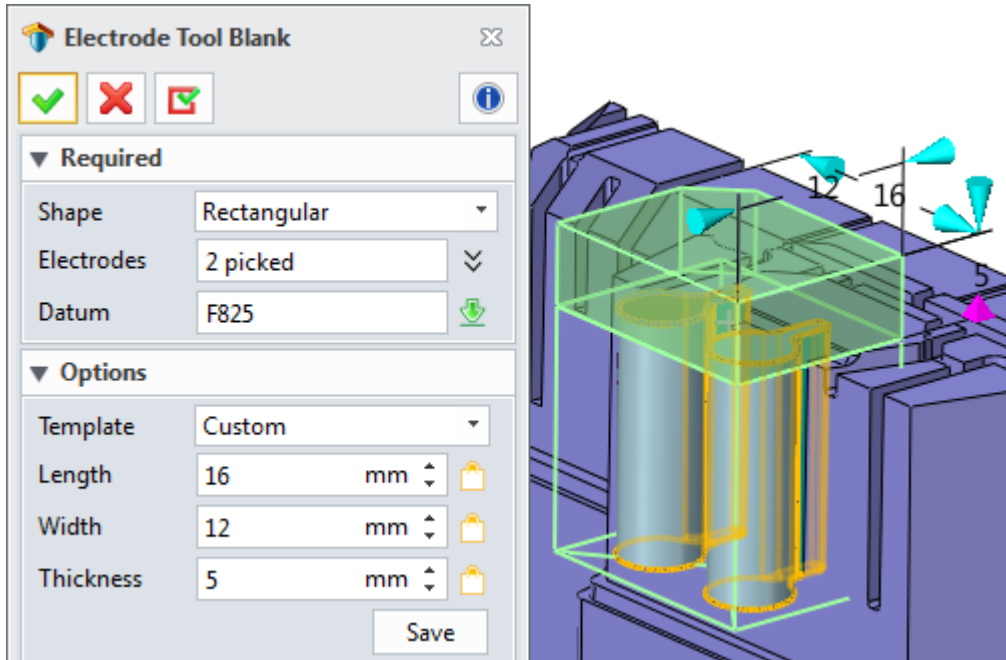 Electrode Tool Blank
Required
Shape Rectangular
Electrodes 2 picked
Datum F825
Options
Template Custom
Length 16 mm
Width 12 mm
Thickness 5 mm
Save
12 16
5